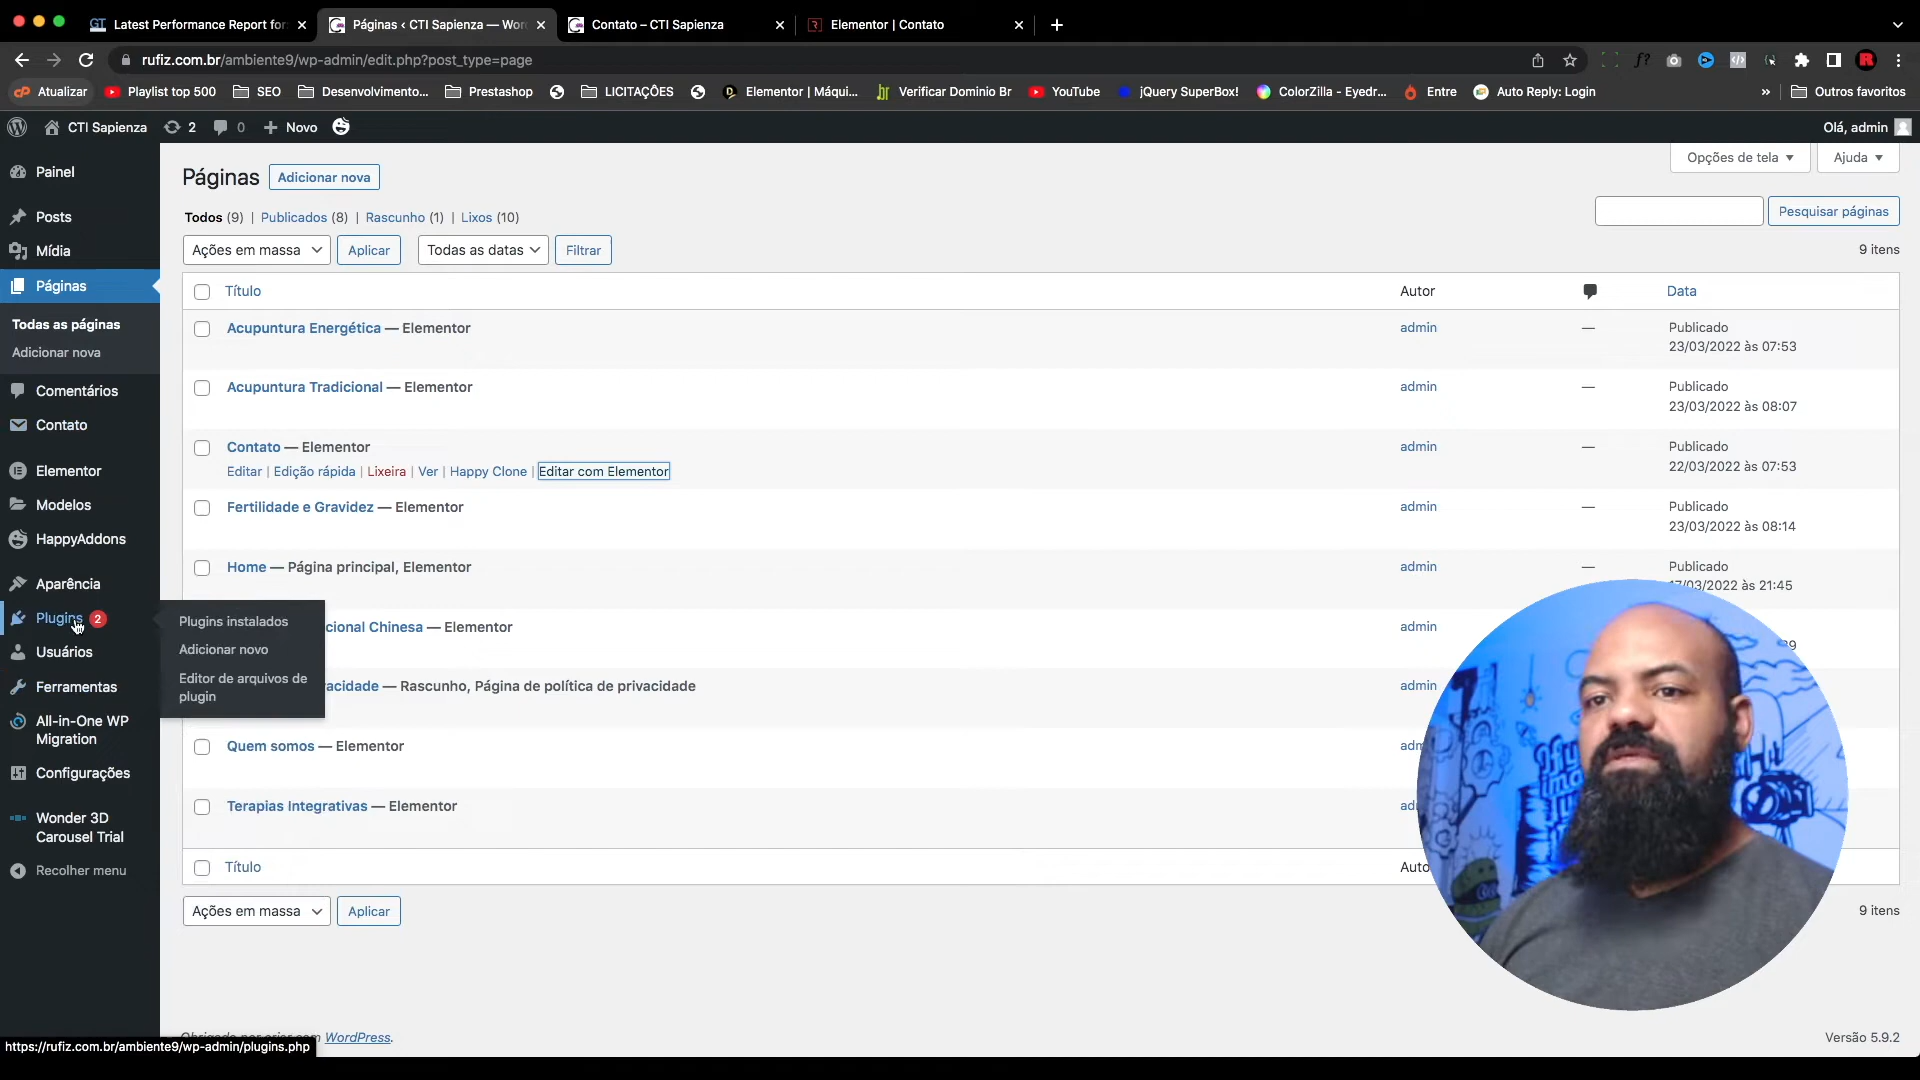 Latest Performance Report for:
Páginas ‹ CTI Sapienza — Wor
Contato – CTI Sapienza
Elementor | Contato
rufiz.com.br/ambiente9/wp-admin/edit.php?post_type=page
Atualizar
Playlist top 500
SEO
Desenvolvimento...
Prestashop
LICITAÇÕES
Elementor | Máqui...
Verificar Dominio Br
YouTube
jQuery SuperBox!
ColorZilla - Eyedr...
Entre
Auto Reply: Login
»
Outros favoritos
CTI Sapienza
2
0
Novo
Olá, admin
Painel
Posts
Mídia
Páginas
Todas as páginas
Adicionar nova
Comentários
Contato
Elementor
Modelos
HappyAddons
Aparência
Plugins 2
Usuários
Ferramentas
All-in-One WP
Migration
Configurações
Wonder 3D
Carousel Trial
Recolher menu
Plugins instalados
Adicionar novo
Editor de arquivos de
plugin
Páginas
Adicionar nova
Opções de tela
Ajuda
Todos (9) | Publicados (8) | Rascunho (1) | Lixos (10)
Pesquisar páginas
Ações em massa
Aplicar
Todas as datas
Filtrar
9 itens
Título
Autor
Data
Acupuntura Energética — Elementor
admin
—
Publicado
23/03/2022 às 07:53
Acupuntura Tradicional — Elementor
admin
—
Publicado
23/03/2022 às 08:07
Contato — Elementor
Editar | Edição rápida | Lixeira | Ver | Happy Clone | Editar com Elementor
admin
—
Publicado
22/03/2022 às 07:53
Fertilidade e Gravidez — Elementor
admin
—
Publicado
23/03/2022 às 08:14
Home — Página principal, Elementor
admin
—
Publicado
17/03/2022 às 21:45
cional Chinesa — Elementor
admin
acidade — Rascunho, Página de política de privacidade
admin
Quem somos — Elementor
adm
Terapias Integrativas — Elementor
Título
Auto
Ações em massa
Aplicar
9 itens
WordPress.
Versão 5.9.2
https://rufiz.com.br/ambiente9/wp-admin/plugins.php